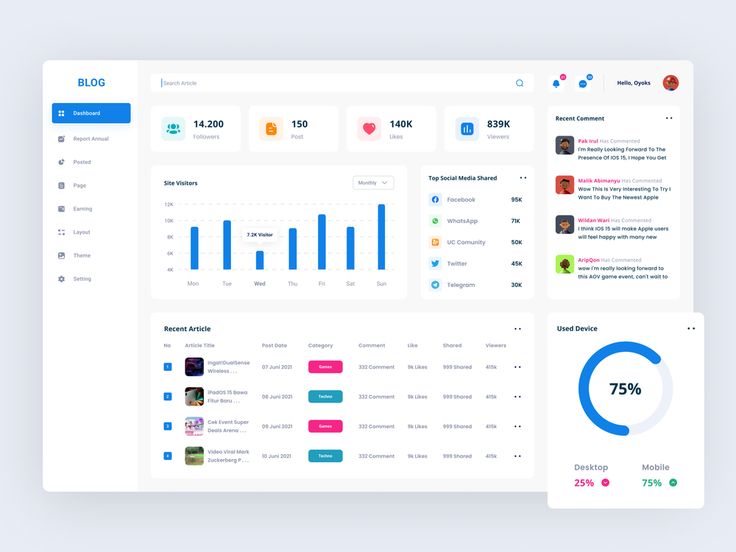 BLOG
Dashboard
Report Annual
Posted
Page
Earning
Layout
Theme
Setting
Search Article
Hello, Oyoks
14.200
Followers
150
Post
140K
Likes
839K
Viewers
Site Visitors
Monthly
12K
10K
8K
6K
4K
7.2K Visitor
Mon Tue Wed Thu Fri Sat Sun
Top Social Media Shared
Facebook 95K
WhatsApp 71K
UC Comunity 50K
Twitter 45K
Telegram 30K
Recent Comment
Pak Irul Has Commented
I'm Really Looking Forward To The
Presence Of IOS 15, I Hope You Get
Malik Abimanyu Has Commented
Wow This Is Very Interesting To Try I
Want To Buy The Newest Apple
Wildan Wari Has Commented
I think IOS 15 will make Apple users
will feel happy with many new
AripQon Has Commented
wow I'm really looking forward to
this AOV game event, can't wait to
Recent Article
No Article Title Post Date Category Comment Like Shared Viewers
1 Ingat!DualSense
Wireless . . . 07 Juni 2021 Games 332 Comment 9k Likes 999 Shared 415k
2 iPadOS 15 Bawa
Fitur Baru . . . 08 Juni 2021 Techno 332 Comment 9k Likes 999 Shared 415k
3 Cek Event Super
Deals Arena . . . 09 Juni 2021 Games 332 Comment 9k Likes 999 Shared 415k
4 Video Viral Mark
Zuckerberg P . . . 10 Juni 2021 Techno 332 Comment 9k Likes 999 Shared 415k
Used Device
75%
Desktop Mobile
25% 75%